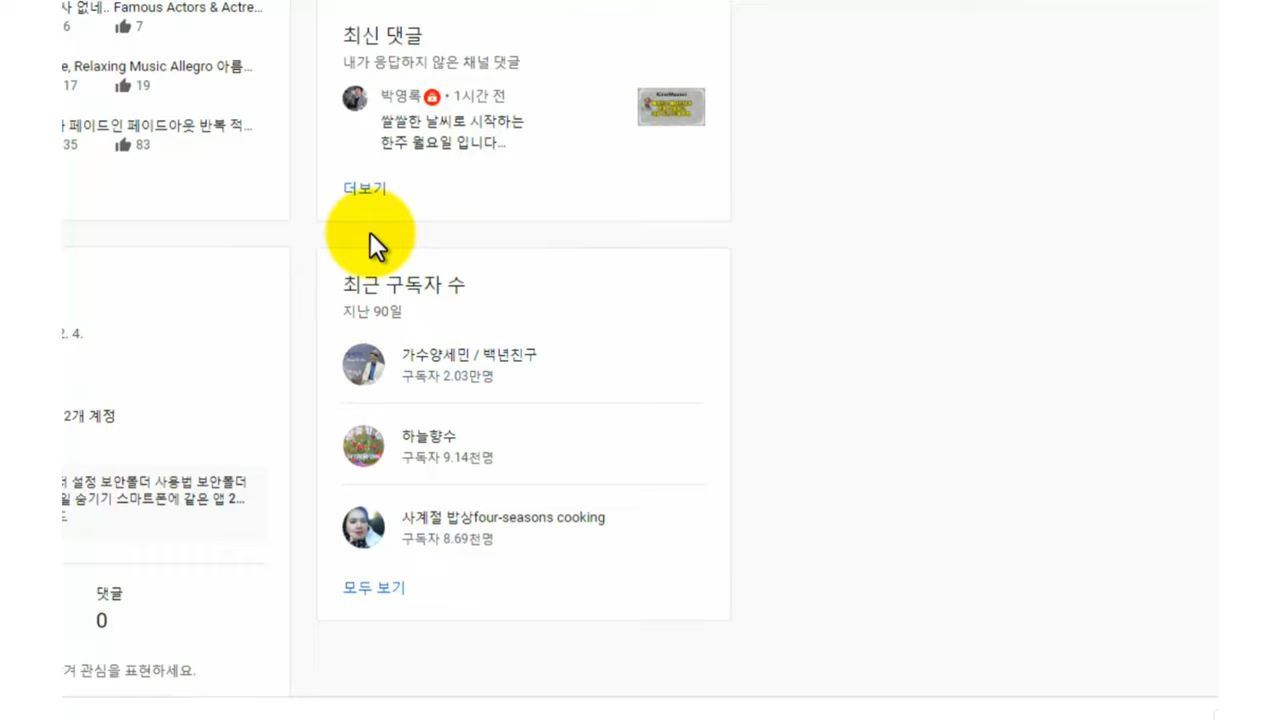 사 없네.. Famous Actors & Actre...
6 7
e, Relaxing Music Allegro 아름...
17 19
페이드인 페이드아웃 반복 적...
35 83
2. 4.
2개 계정
설정 보안폴더 사용법 보안폴더
일 숨기기 스마트폰에 같은 앱 2...
드
댓글
0
겨 관심을 표현하세요.
최신 댓글
내가 응답하지 않은 채널 댓글
박영록 • 1시간 전
쌀쌀한 날씨로 시작하는
한주 월요일 입니다...
KineMaster
더보기
최근 구독자 수
지난 90일
가수양세민 / 백년친구
구독자 2.03만명
하늘향수
구독자 9.14천명
사계절 밥상four-seasons cooking
구독자 8.69천명
모두 보기